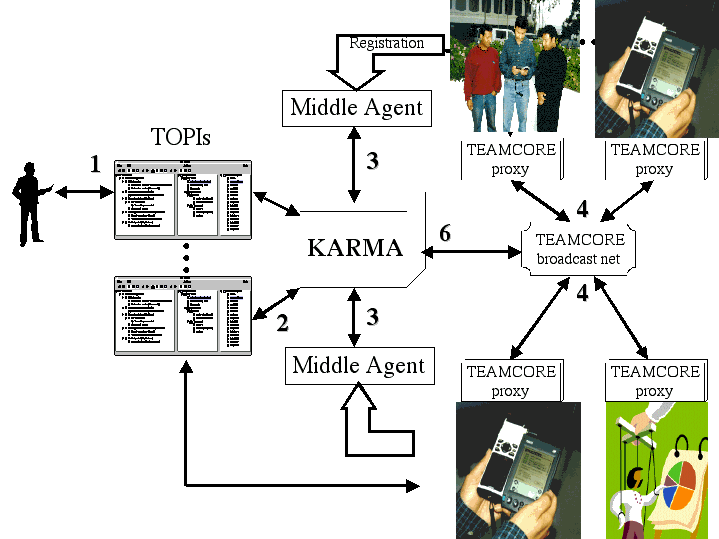 Registration
Middle Agent
TOPIs
1
3
TEAMCORE
proxy
TEAMCORE
proxy
4
KARMA
6
TEAMCORE
broadcast net
2
3
4
Middle Agent
TEAMCORE
proxy
TEAMCORE
proxy